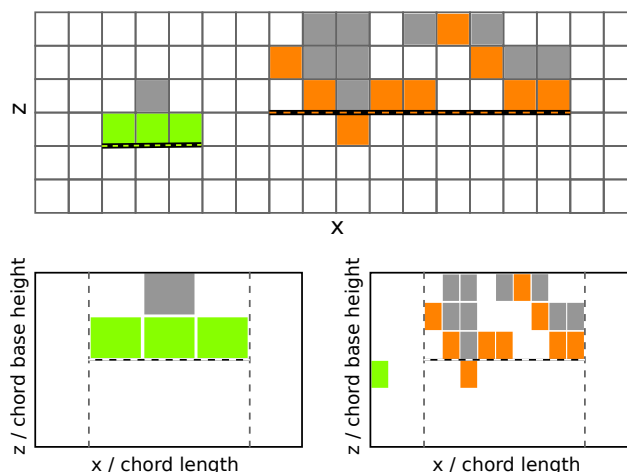 z
x
z / chord base height
x / chord length
z / chord base height
x / chord length